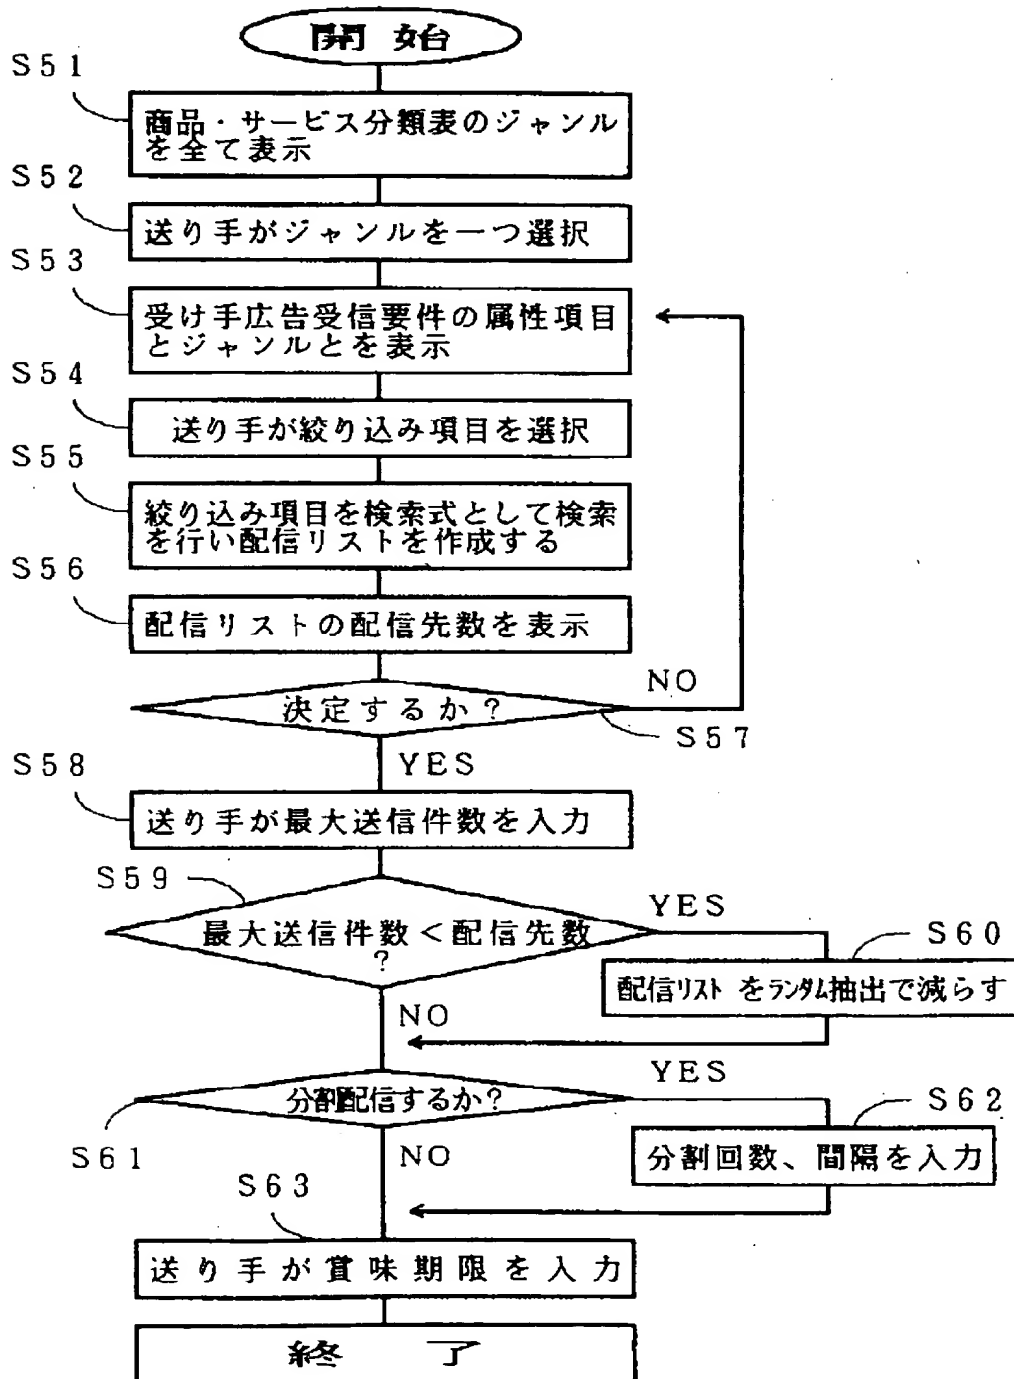 開始
S51
商品・サービス分類表のジャンル
を全て表示
S52
送り手がジャンルを一つ選択
S53
受け手広告受信要件の属性項目
とジャンルとを表示
S54
送り手が絞り込み項目を選択
S55
絞り込み項目を検索式として検索
を行い配信リストを作成する
S56
配信リストの配信先数を表示
NO
決定するか?
S57
YES
S58
送り手が最大送信件数を入力
S59
YES
最大送信件数<配信先数
?
S60
配信リストをランダム抽出で減らす
NO
YES
分割配信するか?
S61
S62
分割回数、間隔を入力
NO
S63
送り手が賞味期限を入力
終了